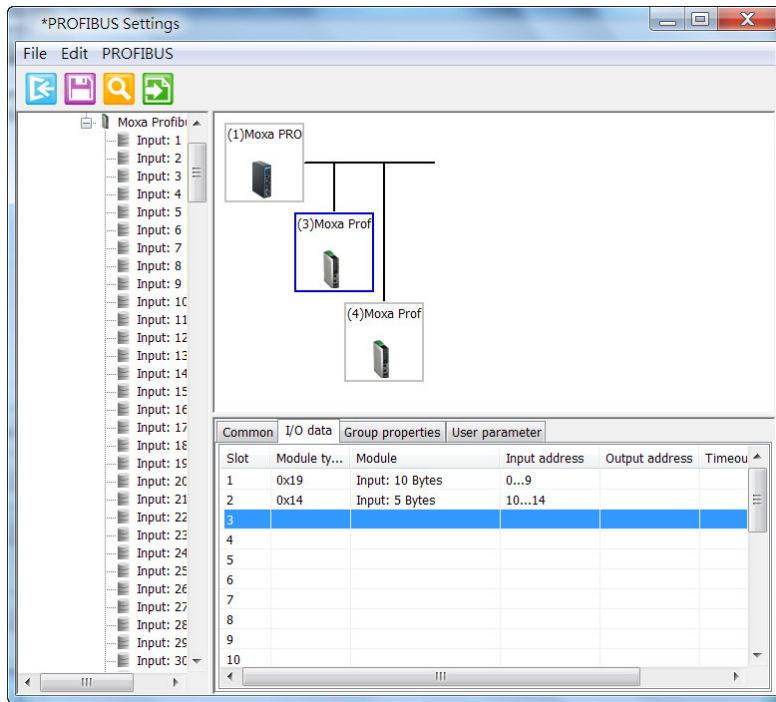 *PROFIBUS Settings
File Edit PROFIBUS
Moxa Profib
Input: 1
Input: 2
Input: 3
Input: 4
Input: 5
Input: 6
Input: 7
Input: 8
Input: 9
Input: 10
Input: 11
Input: 12
Input: 13
Input: 14
Input: 15
Input: 16
Input: 17
Input: 18
Input: 19
Input: 20
Input: 21
Input: 22
Input: 23
Input: 24
Input: 25
Input: 26
Input: 27
Input: 28
Input: 29
Input: 30
(1)Moxa PRO
(3)Moxa Prof
(4)Moxa Prof
Common I/O data Group properties User parameter
Slot Module ty... Module Input address Output address Timeou
1 0x19 Input: 10 Bytes 0...9
2 0x14 Input: 5 Bytes 10...14
3
4
5
6
7
8
9
10